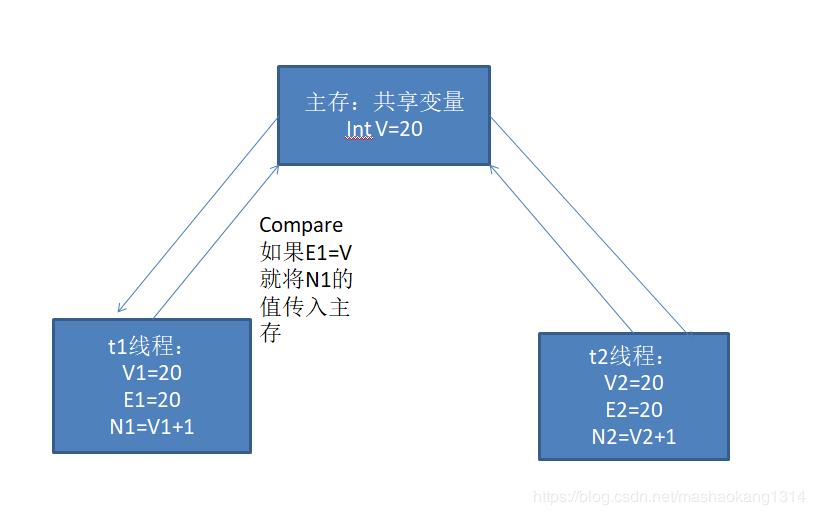 主存：共享变量
Int V=20
Compare
如果E1=V
就将N1的
值传入主
存
t1线程：
V1=20
E1=20
N1=V1+1
t2线程：
V2=20
E2=20
N2=V2+1
https://blog.csdn.net/mashaokang1314